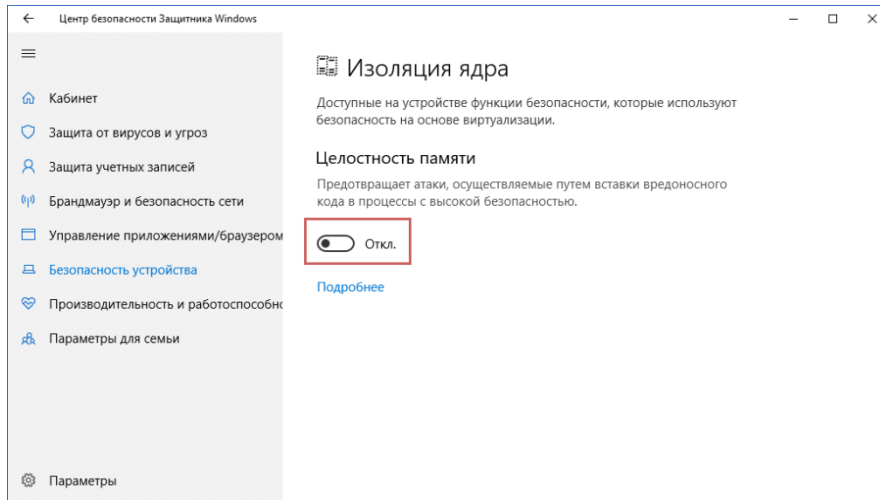 Центр безопасности Защитника Windows
Кабинет
Защита от вирусов и угроз
Защита учетных записей
Брандмауэр и безопасность сети
Управление приложениями/браузером
Безопасность устройства
Производительность и работоспособно
Параметры для семьи
Параметры
Изоляция ядра
Доступные на устройстве функции безопасности, которые используют
безопасность на основе виртуализации.
Целостность памяти
Предотвращает атаки, осуществляемые путем вставки вредоносного
кода в процессы с высокой безопасностью.
Откл.
Подробнее